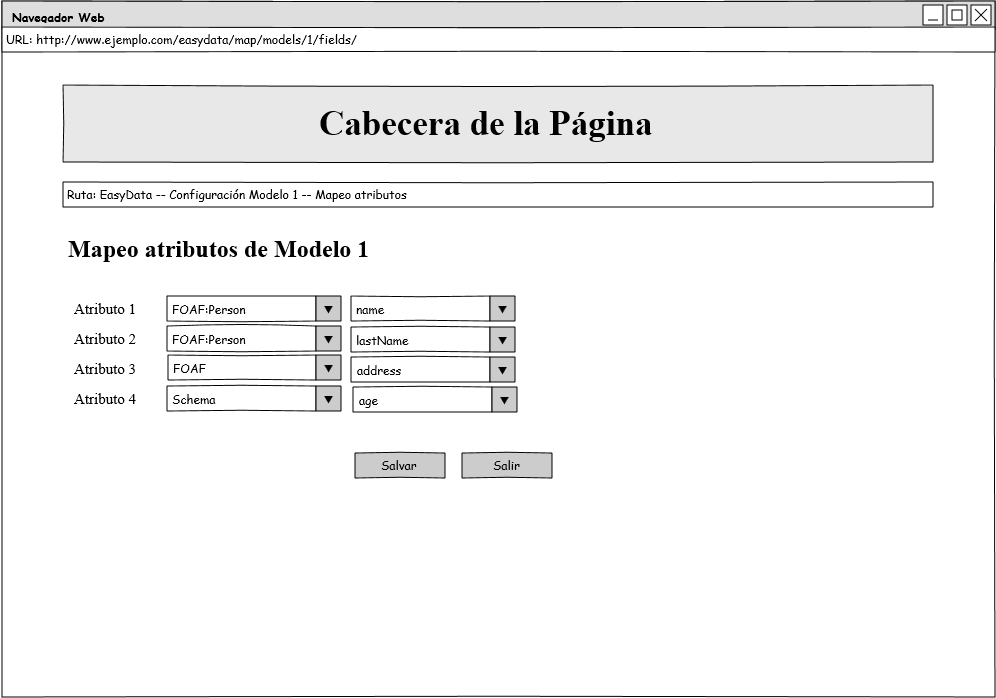 Navegador Web
URL: http://www.ejemplo.com/easydata/map/models/1/fields/
Cabecera de la Página
Ruta: EasyData -- Configuración Modelo 1 -- Mapeo atributos
Mapeo atributos de Modelo 1
Atributo 1 FOAF:Person name
Atributo 2 FOAF:Person lastName
Atributo 3 FOAF address
Atributo 4 Schema age
Salvar Salir